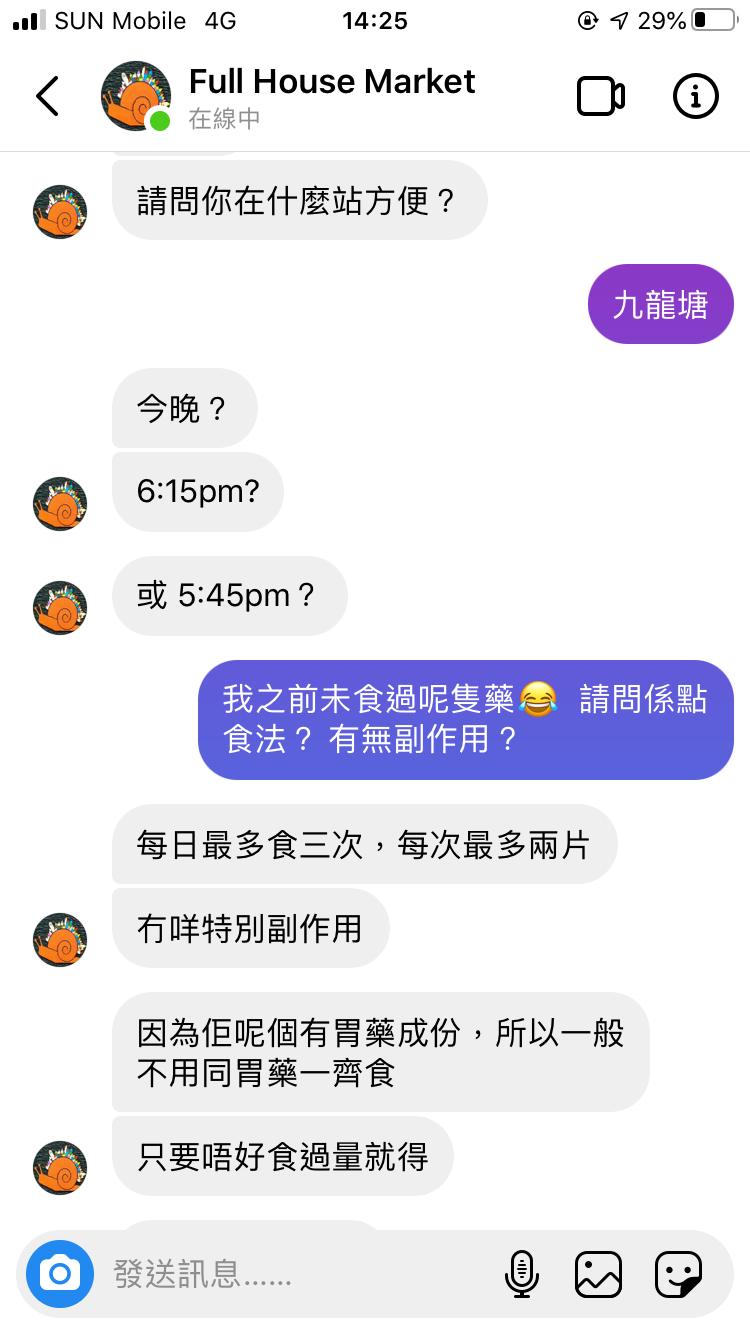 SUN Mobile 4G 14:25 29%
Full House Market
在線中
請問你在什麼站方便？
九龍塘
今晚？
6:15pm?
或 5:45pm？
我之前未食過呢隻藥😂 請問係點
食法？ 有無副作用？
每日最多食三次，每次最多兩片
冇咩特別副作用
因為佢呢個有胃藥成份，所以一般
不用同胃藥一齊食
只要唔好食過量就得
發送訊息......